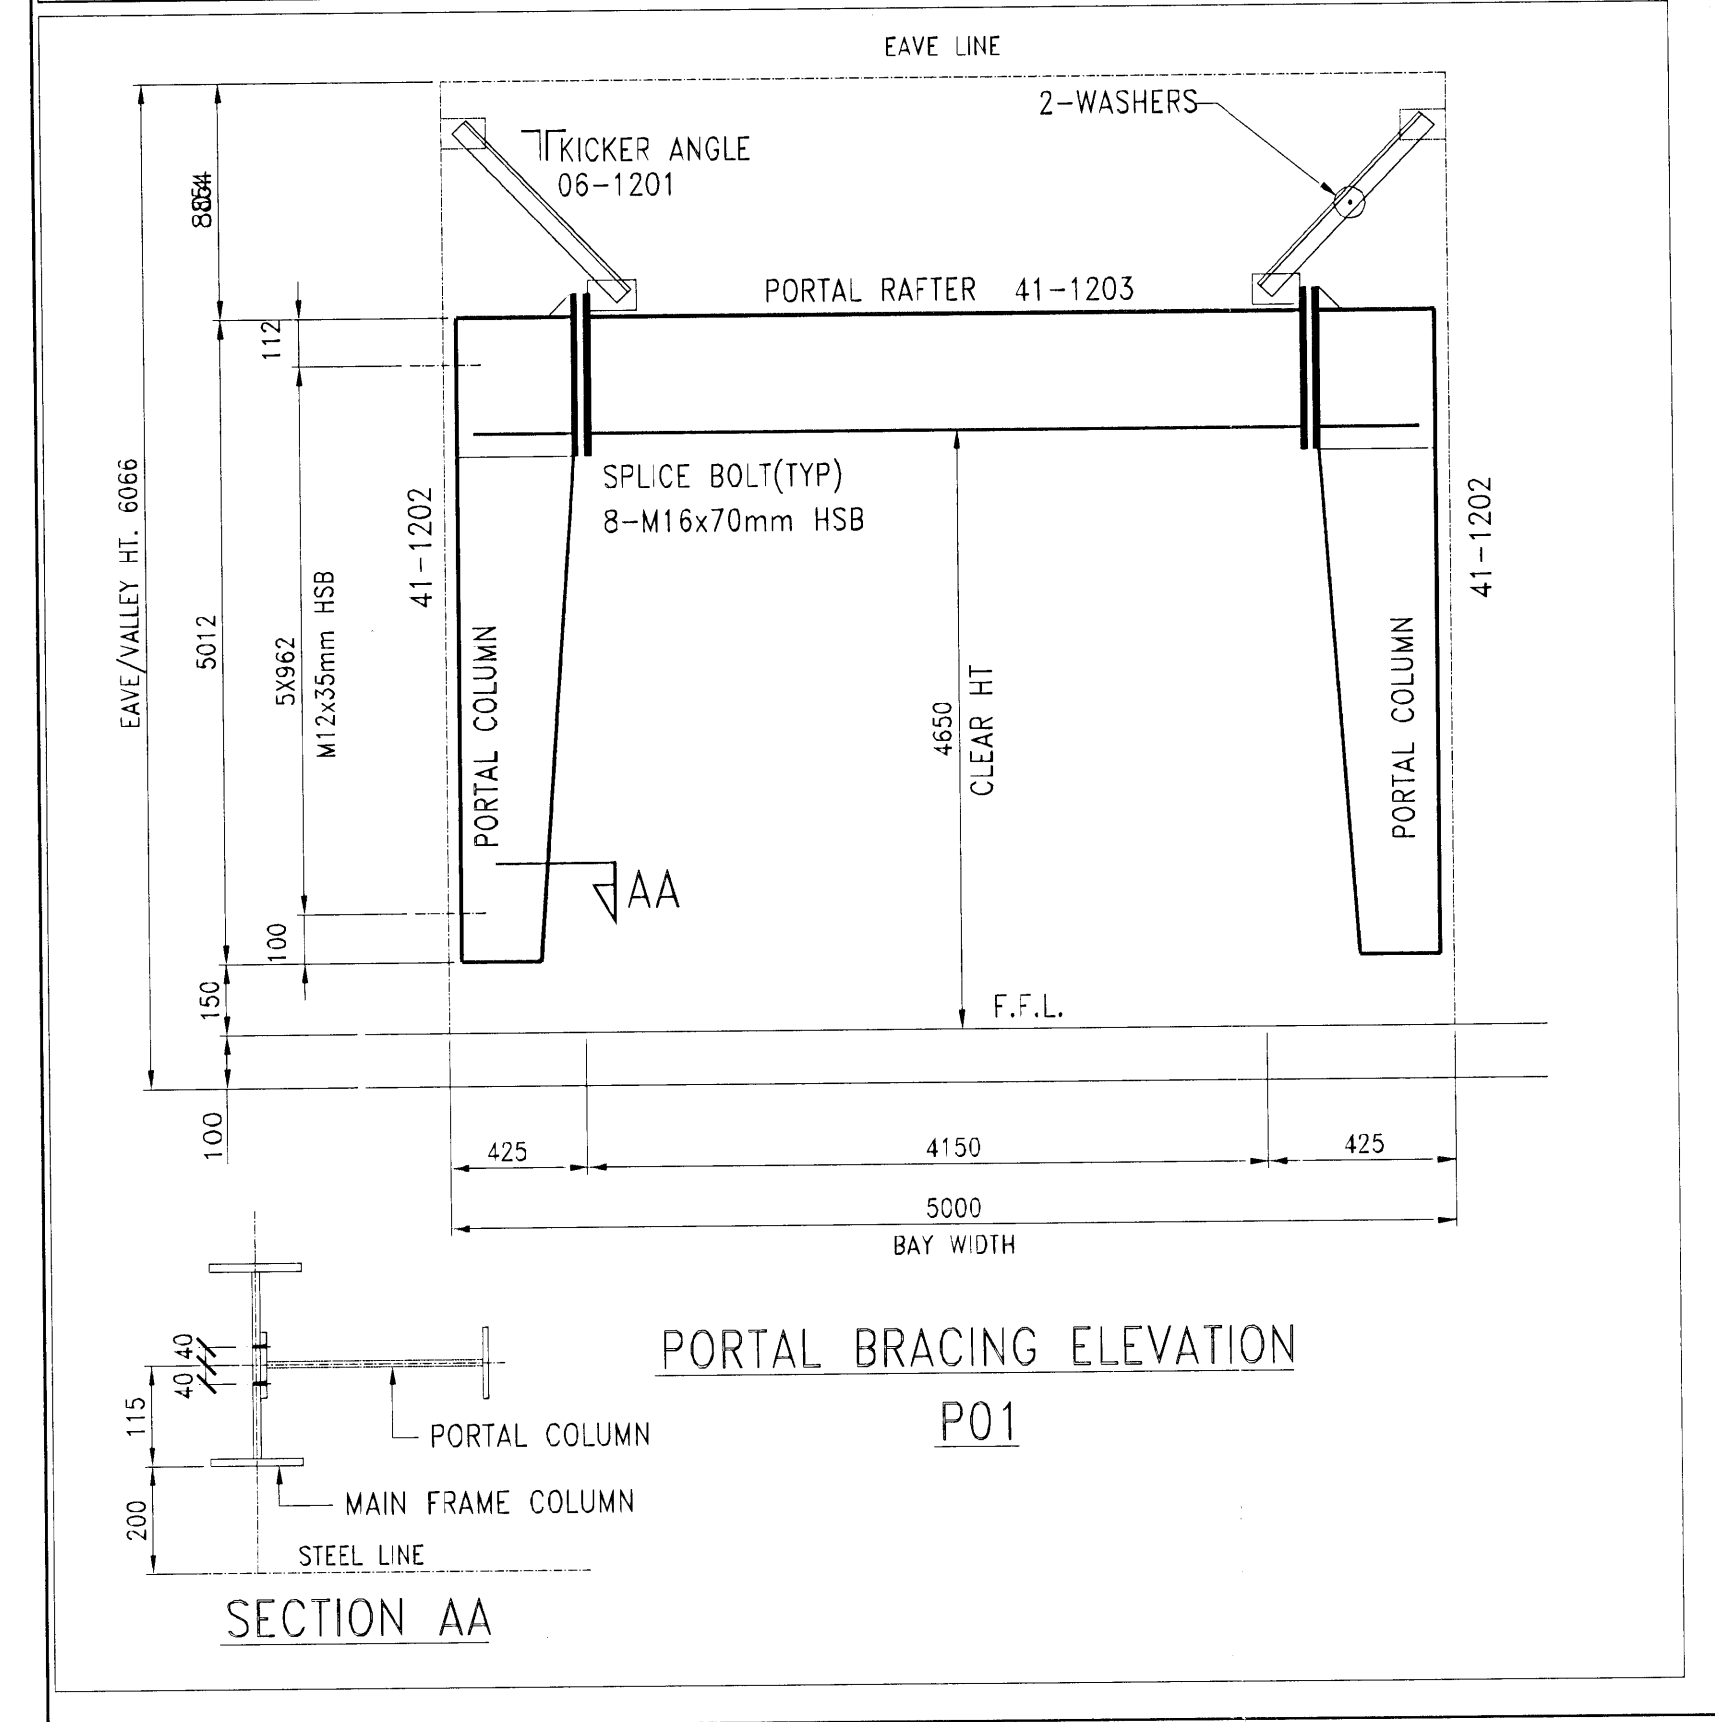 EAVE LINE
2-WASHERS
KICKER ANGLE
06-1201
PORTAL RAFTER 41-1203
112
EAVE/VALLEY HT. 6066
5012
5X962
M12x35mm HSB
41-1202
PORTAL COLUMN
SPLICE BOLT(TYP)
8-M16x70mm HSB
4650
CLEAR HT
PORTAL COLUMN
41-1202
AA
100
150
F.F.L.
100
425
4150
425
5000
BAY WIDTH
40
40
115
200
PORTAL COLUMN
MAIN FRAME COLUMN
STEEL LINE
SECTION AA
PORTAL BRACING ELEVATION
P01